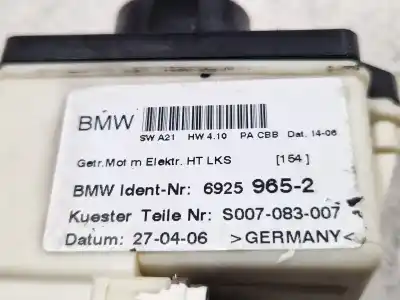 BMW
SW A21 HW 4.10 PA CBB Dat. 14-06
Getr.Mot m Elektr. HT LKS [154]
BMW Ident-Nr: 6925 965-2
Kuester Teile Nr: S007-083-007
Datum: 27-04-06 >GERMANY<